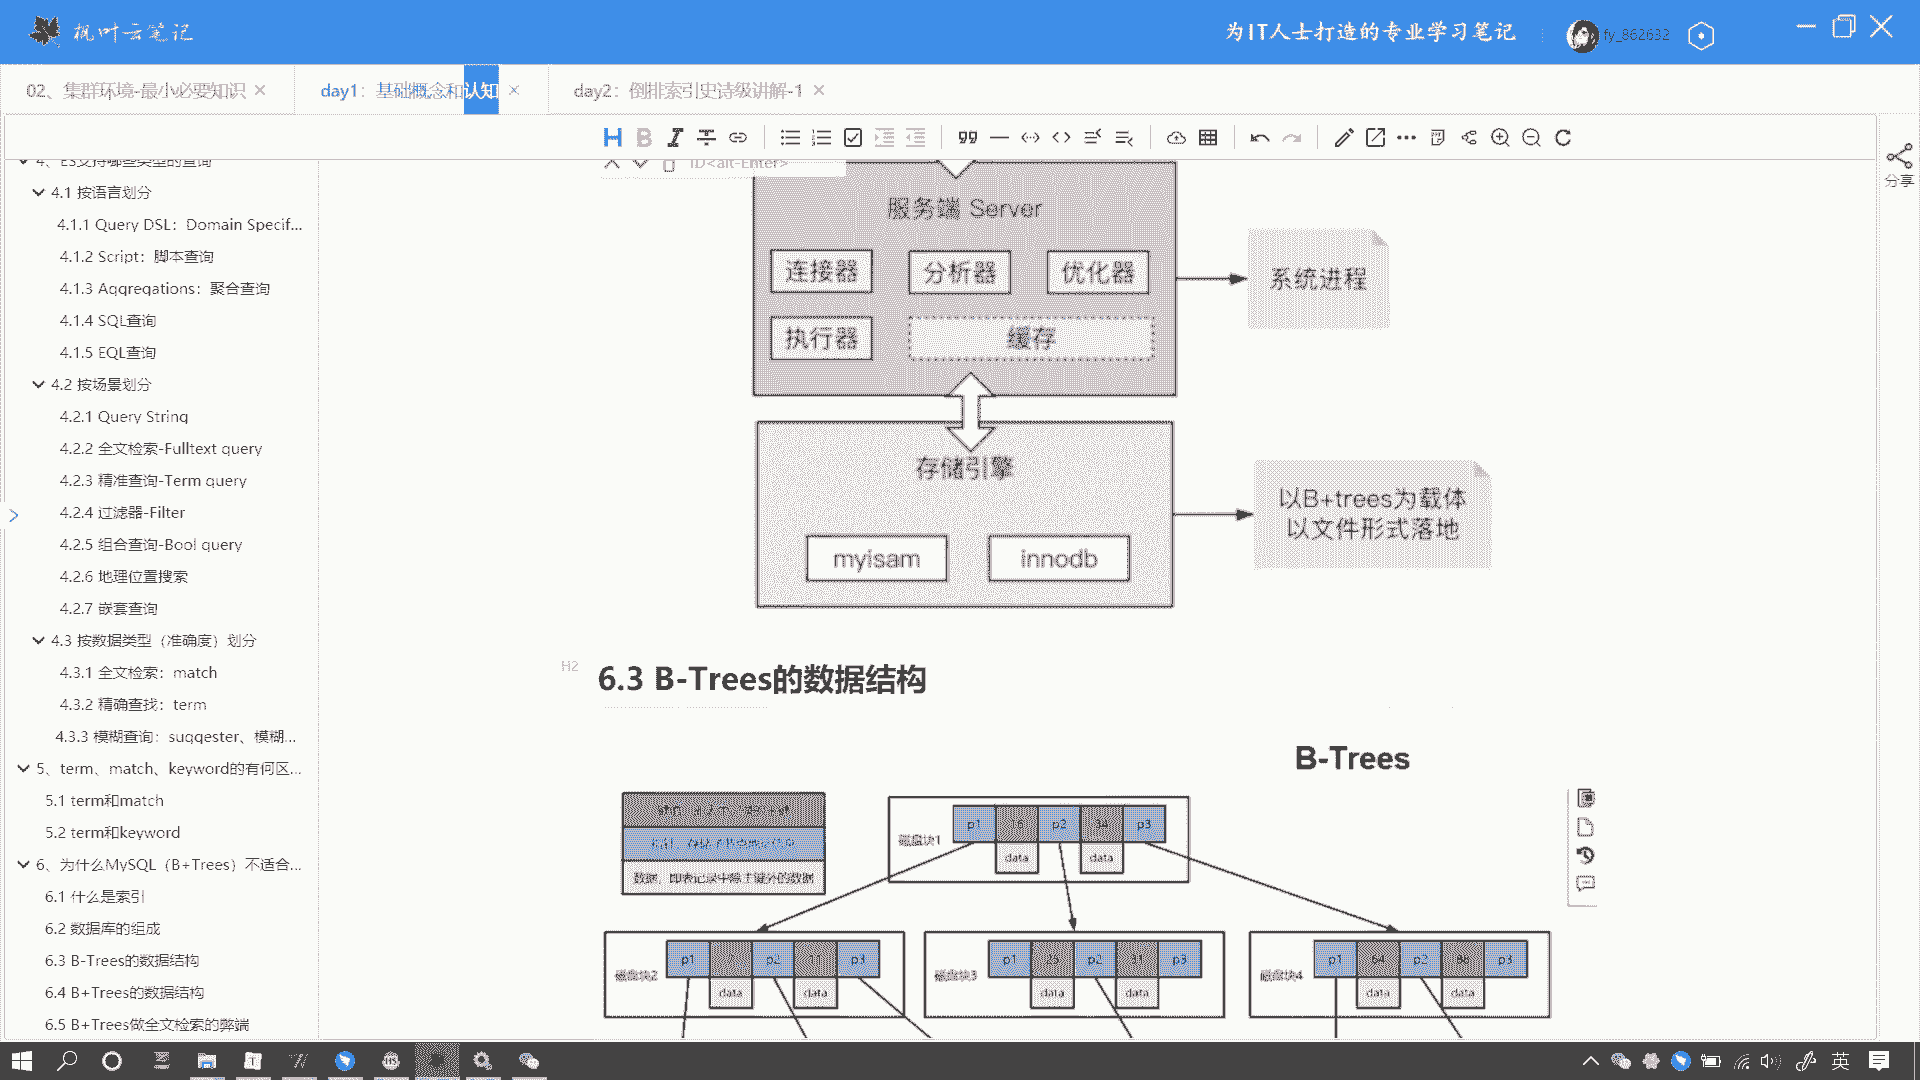 枫叶云笔记
为IT人士打造的专业学习笔记
fy_862632
02、集群环境-最小必要知识
day1：基础概念和认知
day2：倒排索引史诗级讲解-1
分享
4、ES支持哪些类型的查询
4.1 按语言划分
4.1.1 Query DSL：Domain Specif...
4.1.2 Script：脚本查询
4.1.3 Aggregations：聚合查询
4.1.4 SQL查询
4.1.5 EQL查询
4.2 按场景划分
4.2.1 Query String
4.2.2 全文检索-Fulltext query
4.2.3 精准查询-Term query
4.2.4 过滤器-Filter
4.2.5 组合查询-Bool query
4.2.6 地理位置搜索
4.2.7 嵌套查询
4.3 按数据类型（准确度）划分
4.3.1 全文检索：match
4.3.2 精确查找：term
4.3.3 模糊查询：suggester、模糊...
5、term、match、keyword的有何区...
5.1 term和match
5.2 term和keyword
6、为什么MySQL（B+Trees）不适合...
6.1 什么是索引
6.2 数据库的组成
6.3 B-Trees的数据结构
6.4 B+Trees的数据结构
6.5 B+Trees做全文检索的弊端
ID<alt-Enter>
服务端 Server
连接器
分析器
优化器
执行器
缓存
系统进程
存储引擎
myisam
innodb
以B+trees为载体
以文件形式落地
H2
6.3 B-Trees的数据结构
B-Trees
数据，即表记录中除主键外的数据
磁盘块1
p1 16 p2 34 p3
data data
磁盘块2
p1 p2 11 p3
data data
磁盘块3
p1 25 p2 31 p3
data data
磁盘块4
p1 64 p2 86 p3
data data
英